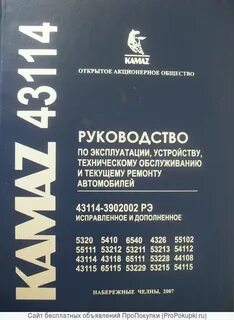 KAMAZ 43114
KAMAZ
ОТКРЫТОЕ АКЦИОНЕРНОЕ ОБЩЕСТВО
РУКОВОДСТВО
ПО ЭКСПЛУАТАЦИИ, УСТРОЙСТВУ,
ТЕХНИЧЕСКОМУ ОБСЛУЖИВАНИЮ
И ТЕКУЩЕМУ РЕМОНТУ
АВТОМОБИЛЕЙ
43114-3902002 РЭ
ИСПРАВЛЕННОЕ И ДОПОЛНЕННОЕ
5320 5410 6540 4326 55102
55111 53212 53211 53213 54112
43114 43118 65111 53228 44108
43115 65115 53229 53215 54115
НАБЕРЕЖНЫЕ ЧЕЛНЫ, 2007
Сайт бесплатных объявлений ПроПокупки (ProPokupki.ru)